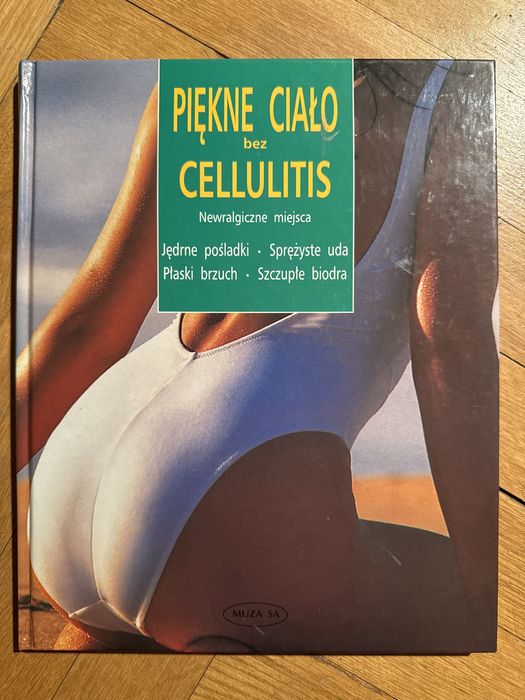 PIĘKNE CIAŁO
bez
CELLULITIS
Newralgiczne miejsca
Jędrne pośladki · Sprężyste uda
Płaski brzuch · Szczupłe biodra
MUZA SA